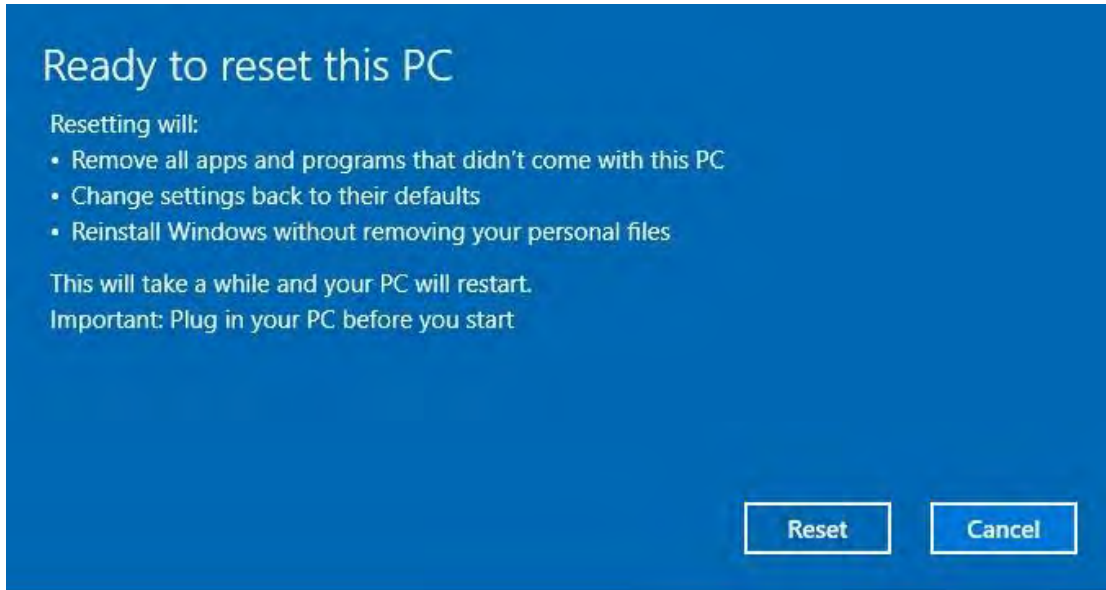 Ready to reset this PC
Resetting will:
• Remove all apps and programs that didn't come with this PC
• Change settings back to their defaults
• Reinstall Windows without removing your personal files
This will take a while and your PC will restart.
Important: Plug in your PC before you start
Reset
Cancel